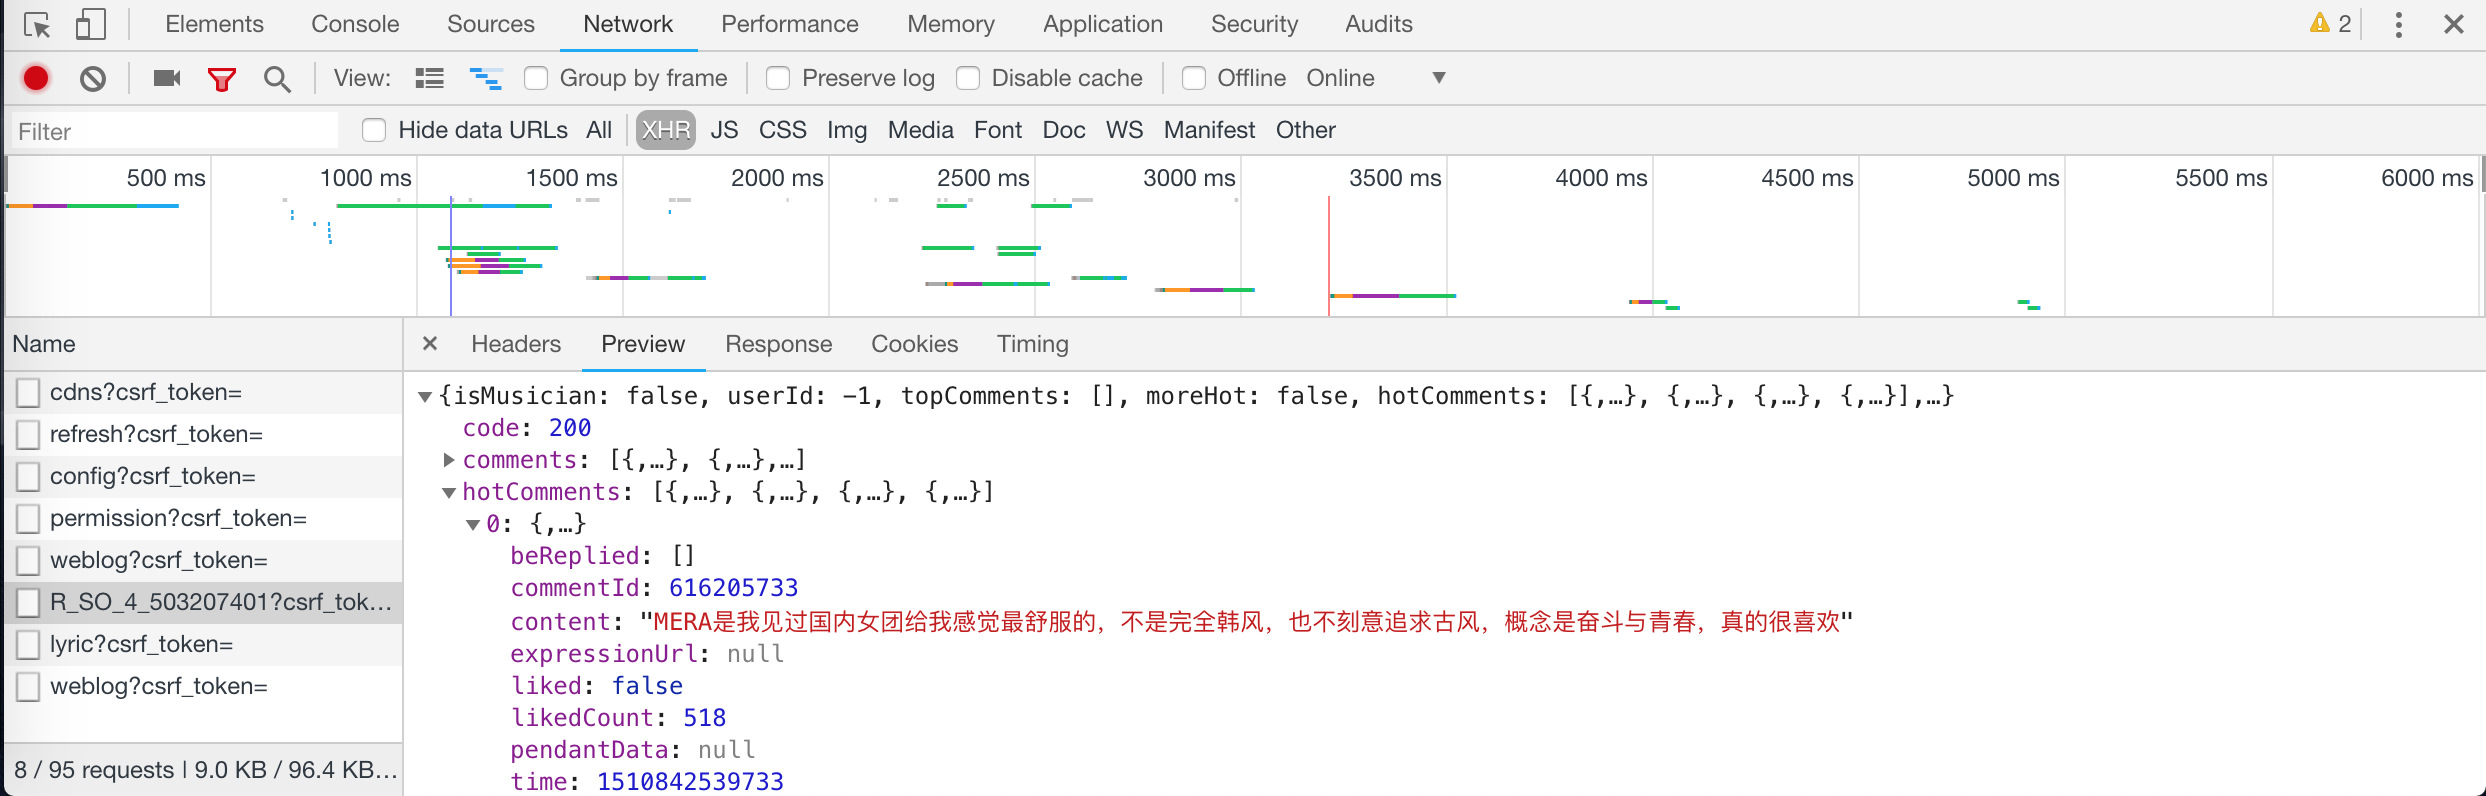 Elements Console Sources Network Performance Memory Application Security Audits 2
View: Group by frame Preserve log Disable cache Offline Online
Filter Hide data URLs All XHR JS CSS Img Media Font Doc WS Manifest Other
500 ms 1000 ms 1500 ms 2000 ms 2500 ms 3000 ms 3500 ms 4000 ms 4500 ms 5000 ms 5500 ms 6000 ms
Name
cdns?csrf_token=
refresh?csrf_token=
config?csrf_token=
permission?csrf_token=
weblog?csrf_token=
R_SO_4_503207401?csrf_tok…
lyric?csrf_token=
weblog?csrf_token=
8 / 95 requests | 9.0 KB / 96.4 KB…
Headers Preview Response Cookies Timing
{isMusician: false, userId: -1, topComments: [], moreHot: false, hotComments: [{,…}, {,…}, {,…}, {,…}],…}
code: 200
comments: [{,…}, {,…},…]
hotComments: [{,…}, {,…}, {,…}, {,…}]
0: {,…}
beReplied: []
commentId: 616205733
content: "MERA是我见过国内女团给我感觉最舒服的，不是完全韩风，也不刻意追求古风，概念是奋斗与青春，真的很喜欢"
expressionUrl: null
liked: false
likedCount: 518
pendantData: null
time: 1510842539733